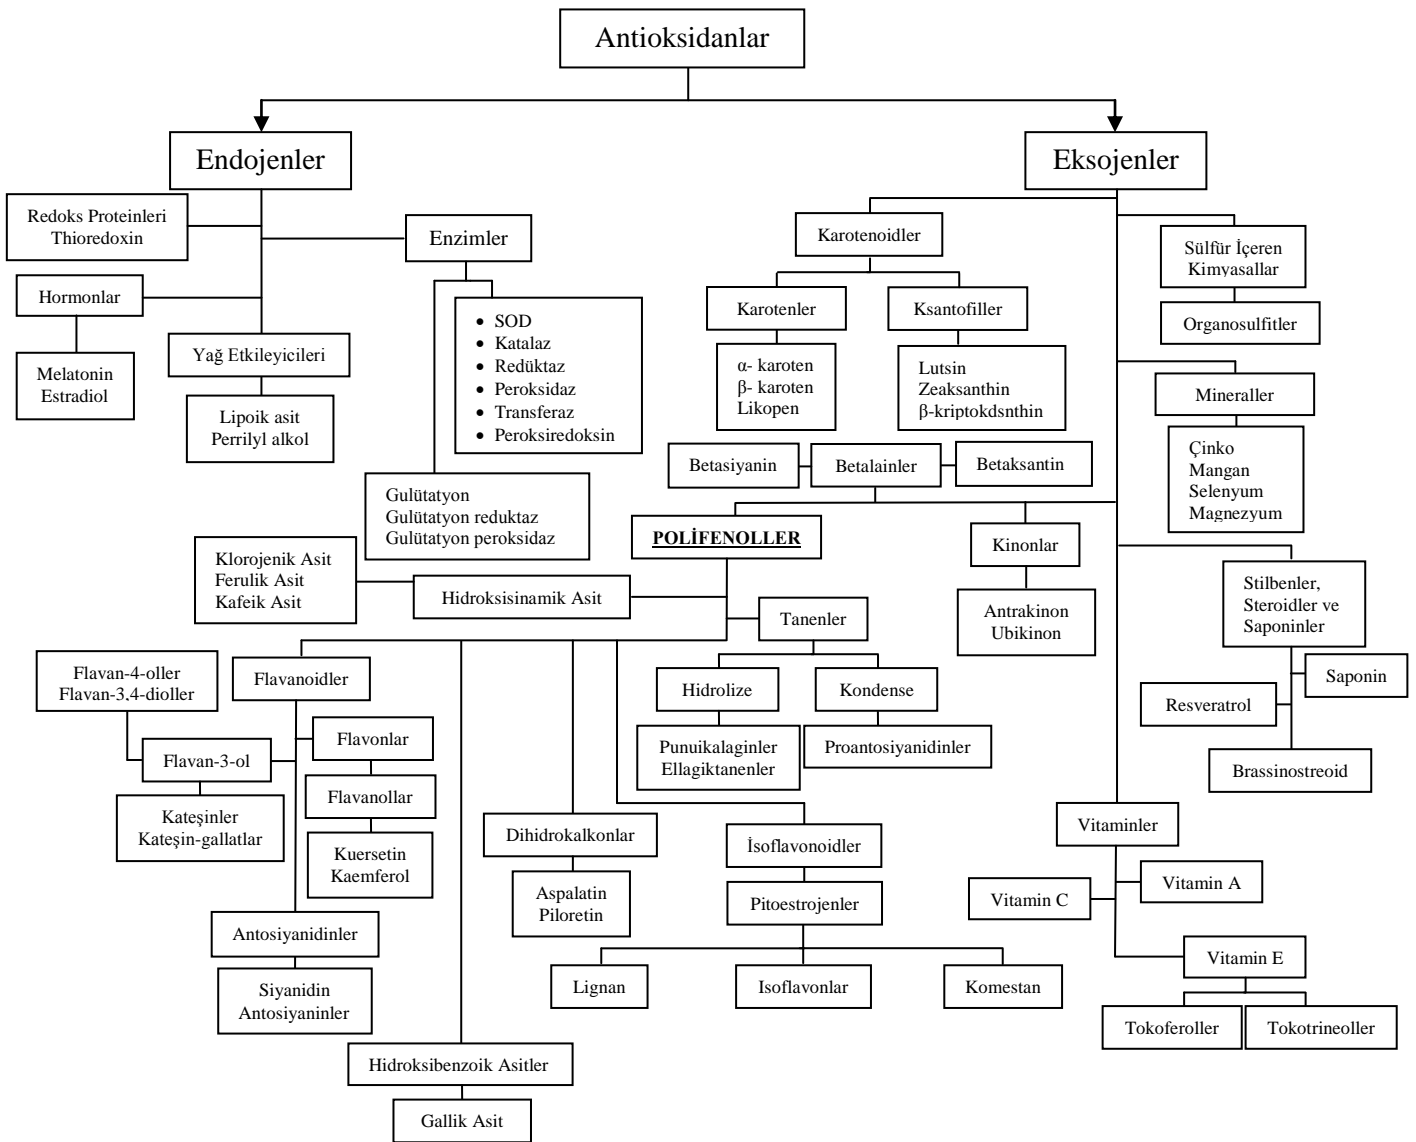 Antioksidanlar
Endojenler
Eksojenler
Redoks Proteinleri
Thioredoxin
Enzimler
Karotenoidler
Sülfür İçeren
Kimyasallar
Hormonlar
Karotenler
Ksantofiller
Organosulfitler
• SOD
• Katalaz
• Redüktaz
• Peroksidaz
• Transferaz
• Peroksiredoksin
Yağ Etkileyicileri
Melatonin
Estradiol
α- karoten
β- karoten
Likopen
Lutsin
Zeaksanthin
β-kriptokdsnthin
Mineraller
Lipoik asit
Perrilyl alkol
Betasiyanin
Betalainler
Betaksantin
Çinko
Mangan
Selenyum
Magnezyum
Gulütatyon
Gulütatyon reduktaz
Gulütatyon peroksidaz
POLİFENOLLER
Kinonlar
Klorojenik Asit
Ferulik Asit
Kafeik Asit
Hidroksisinamik Asit
Tanenler
Antrakinon
Ubikinon
Stilbenler,
Steroidler ve
Saponinler
Flavan-4-oller
Flavan-3,4-dioller
Flavanoidler
Hidrolize
Kondense
Saponin
Resveratrol
Flavonlar
Punuikalaginler
Ellagiktanenler
Proantosiyanidinler
Flavan-3-ol
Brassinostreoid
Flavanollar
Kateşinler
Kateşin-gallatlar
Dihidrokalkonlar
İsoflavonoidler
Vitaminler
Kuersetin
Kaemferol
Aspalatin
Piloretin
Pitoestrojenler
Vitamin C
Vitamin A
Antosiyanidinler
Siyanidin
Antosiyaninler
Lignan
Isoflavonlar
Komestan
Vitamin E
Tokoferoller
Tokotrineoller
Hidroksibenzoik Asitler
Gallik Asit